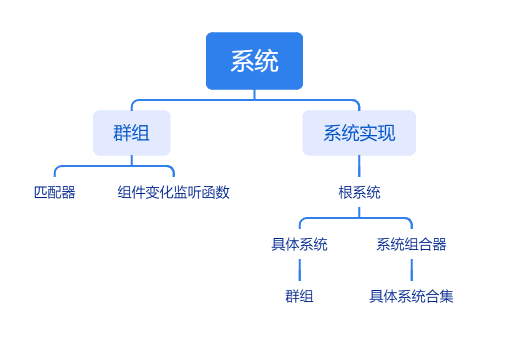 系统
群组
系统实现
匹配器
组件变化监听函数
根系统
具体系统
系统组合器
群组
具体系统合集